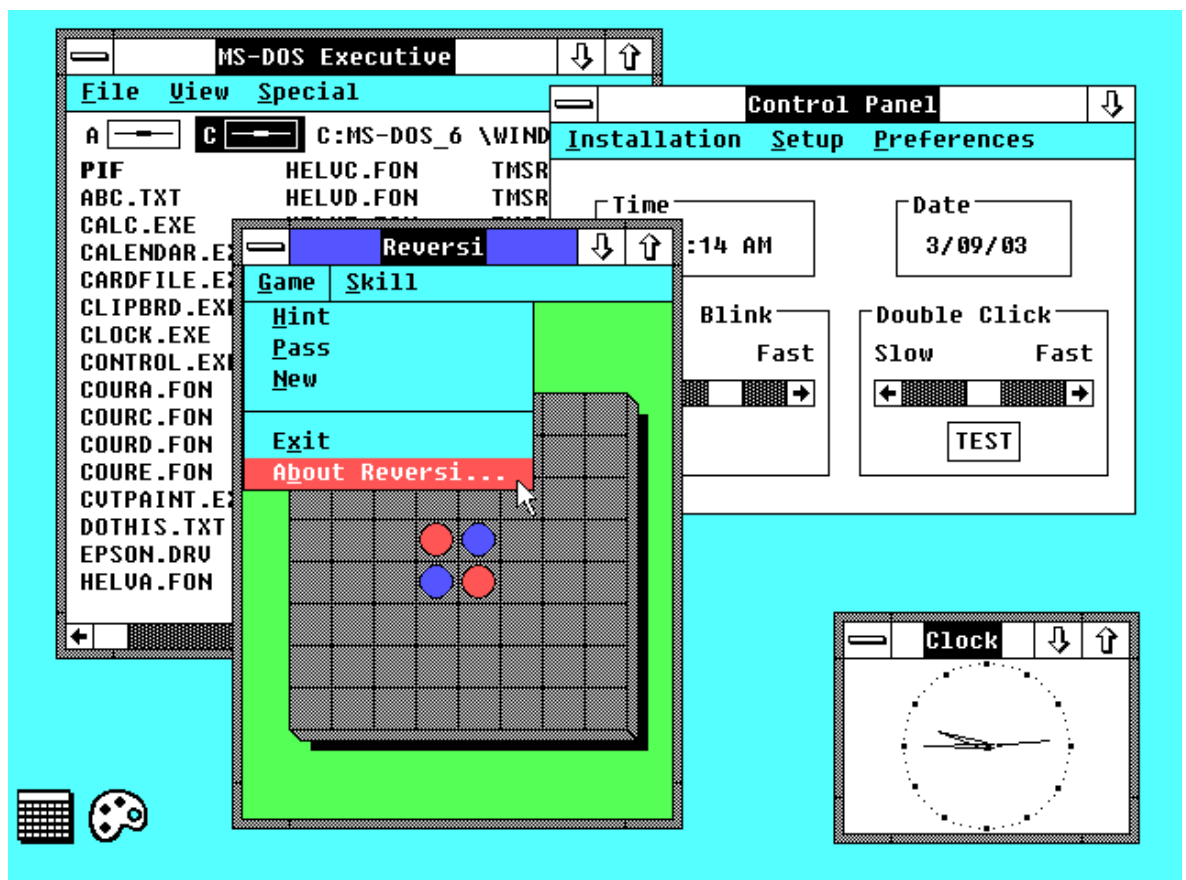 MS-DOS Executive
File View Special
A C C:MS-DOS_6 \WIND
PIF HELVC.FON TMSR
ABC.TXT HELVD.FON TMSR
CALC.EXE
CALENDAR.E
CARDFILE.E
CLIPBRD.EX
CLOCK.EXE
CONTROL.EX
COURA.FON
COURC.FON
COURD.FON
COURE.FON
CVTPAINT.E
DOTHIS.TXT
EPSON.DRV
HELVA.FON
Control Panel
Installation Setup Preferences
Time Date
:14 AM 3/09/03
Blink Double Click
Fast Slow Fast
TEST
Reversi
Game Skill
Hint
Pass
New
Exit
About Reversi...
Clock